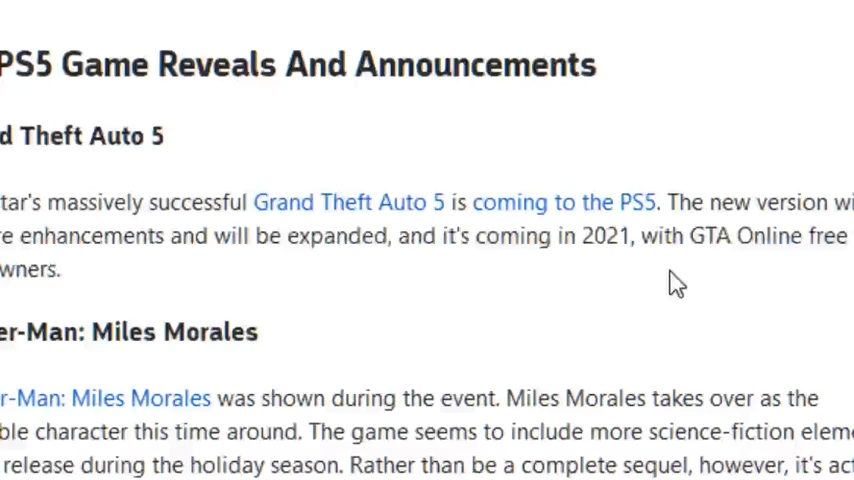 PS5 Game Reveals And Announcements
d Theft Auto 5
tar's massively successful Grand Theft Auto 5 is coming to the PS5. The new version wi
re enhancements and will be expanded, and it's coming in 2021, with GTA Online free
wners.
er-Man: Miles Morales
r-Man: Miles Morales was shown during the event. Miles Morales takes over as the
ble character this time around. The game seems to include more science-fiction eleme
release during the holiday season. Rather than be a complete sequel, however, it's act